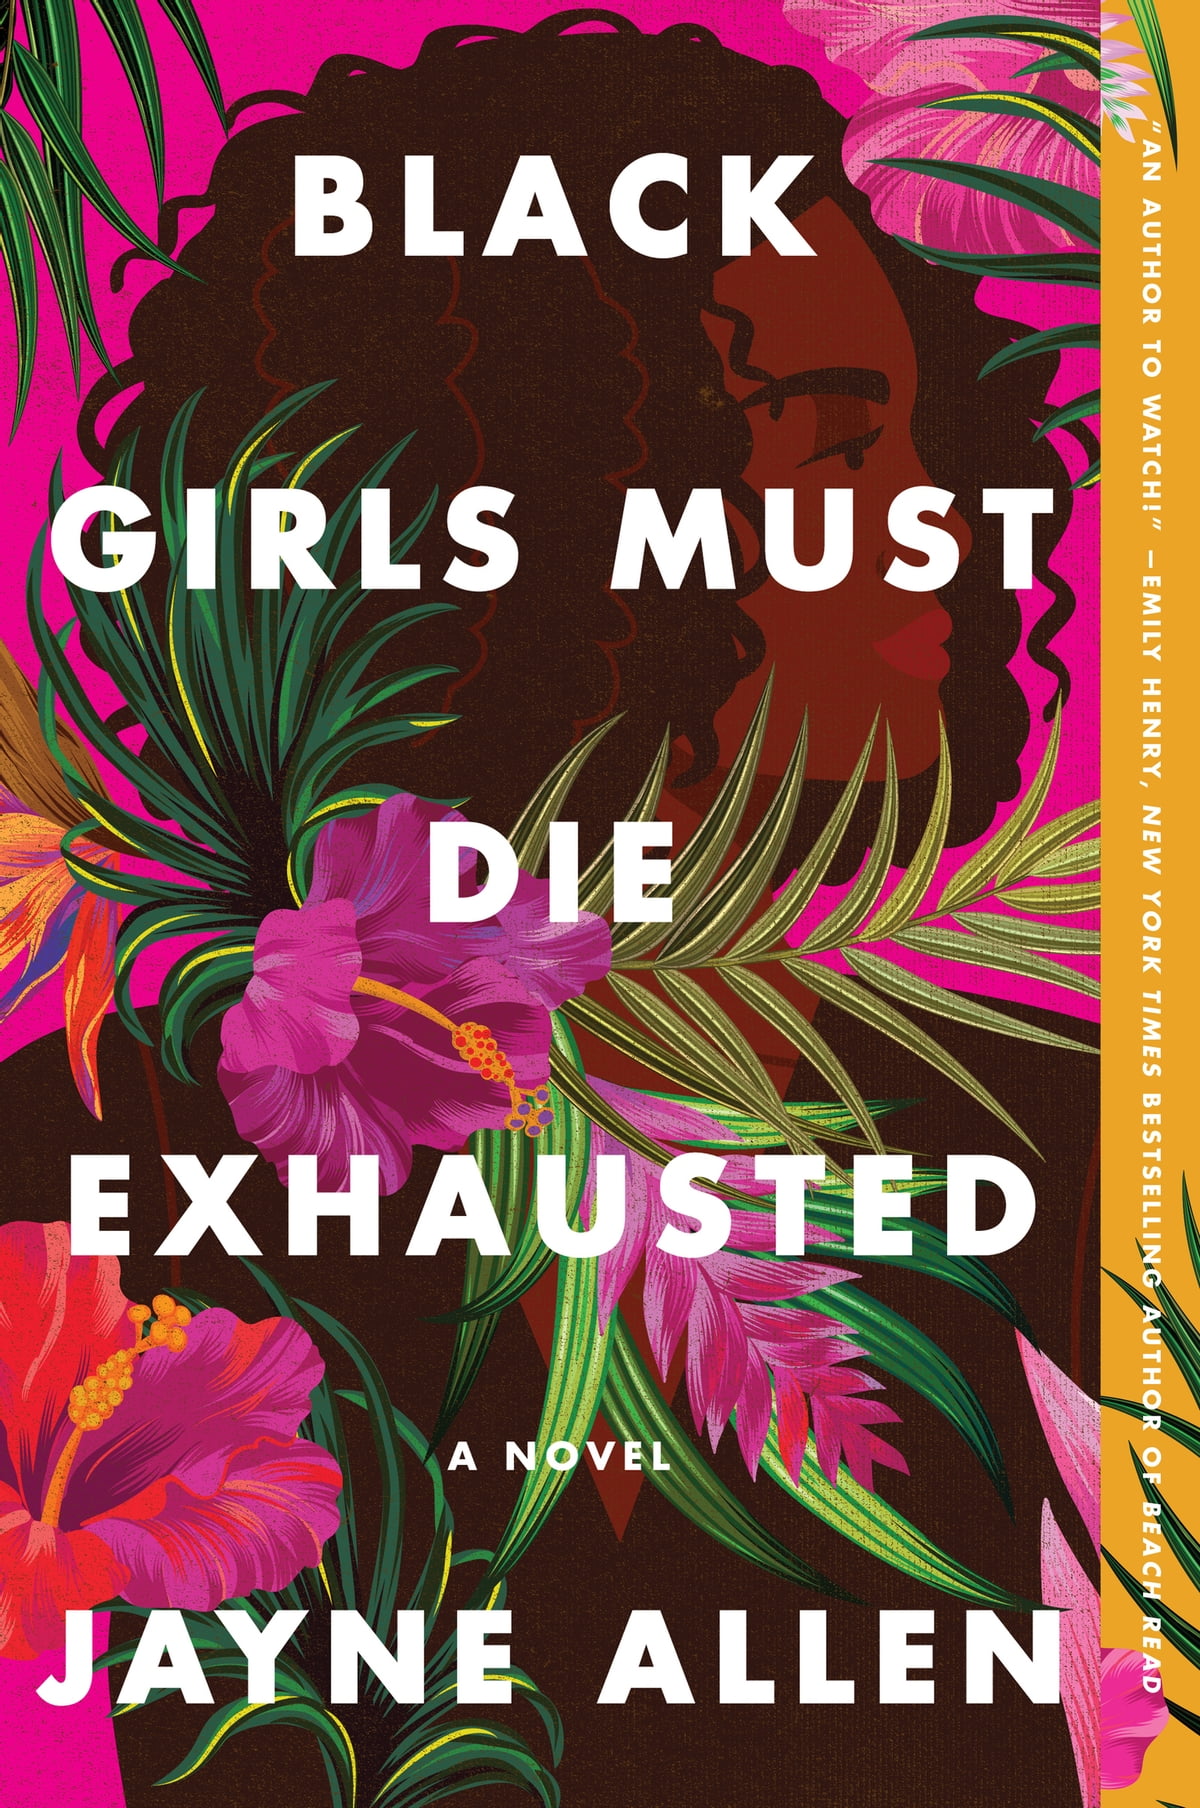 BLACK
GIRLS MUST
DIE
EXHAUSTED
A NOVEL
JAYNE ALLEN
"AN AUTHOR TO WATCH!" —EMILY HENRY, NEW YORK TIMES BESTSELLING AUTHOR OF BEACH READ